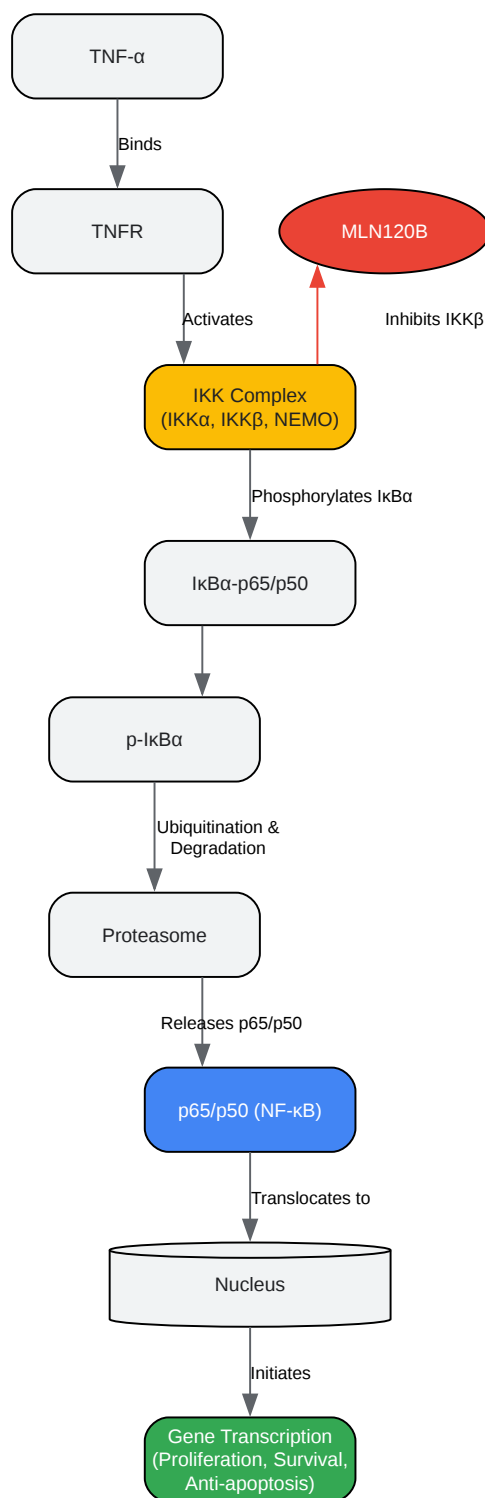 TNF-α
Binds
TNFR
MLN120B
Activates
Inhibits IKKβ
IKK Complex
(IKKα, IKKβ, NEMO)
Phosphorylates IκBα
IκBα-p65/p50
p-IκBα
Ubiquitination &
Degradation
Proteasome
Releases p65/p50
p65/p50 (NF-κB)
Translocates to
Nucleus
Initiates
Gene Transcription
(Proliferation, Survival,
Anti-apoptosis)